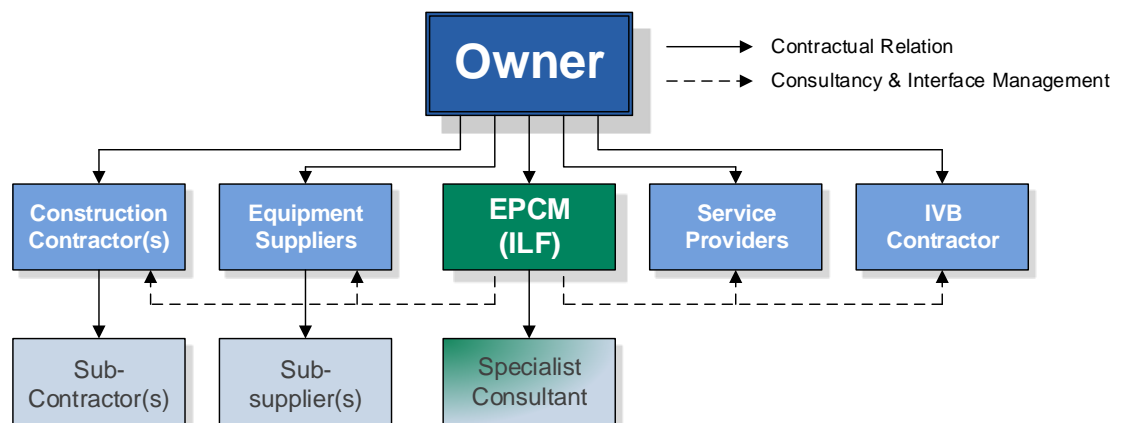 Owner
Contractual Relation
Consultancy & Interface Management
Construction
Contractor(s)
Equipment
Suppliers
EPCM
(ILF)
Service
Providers
IVB
Contractor
Sub-
Contractor(s)
Sub-
supplier(s)
Specialist
Consultant